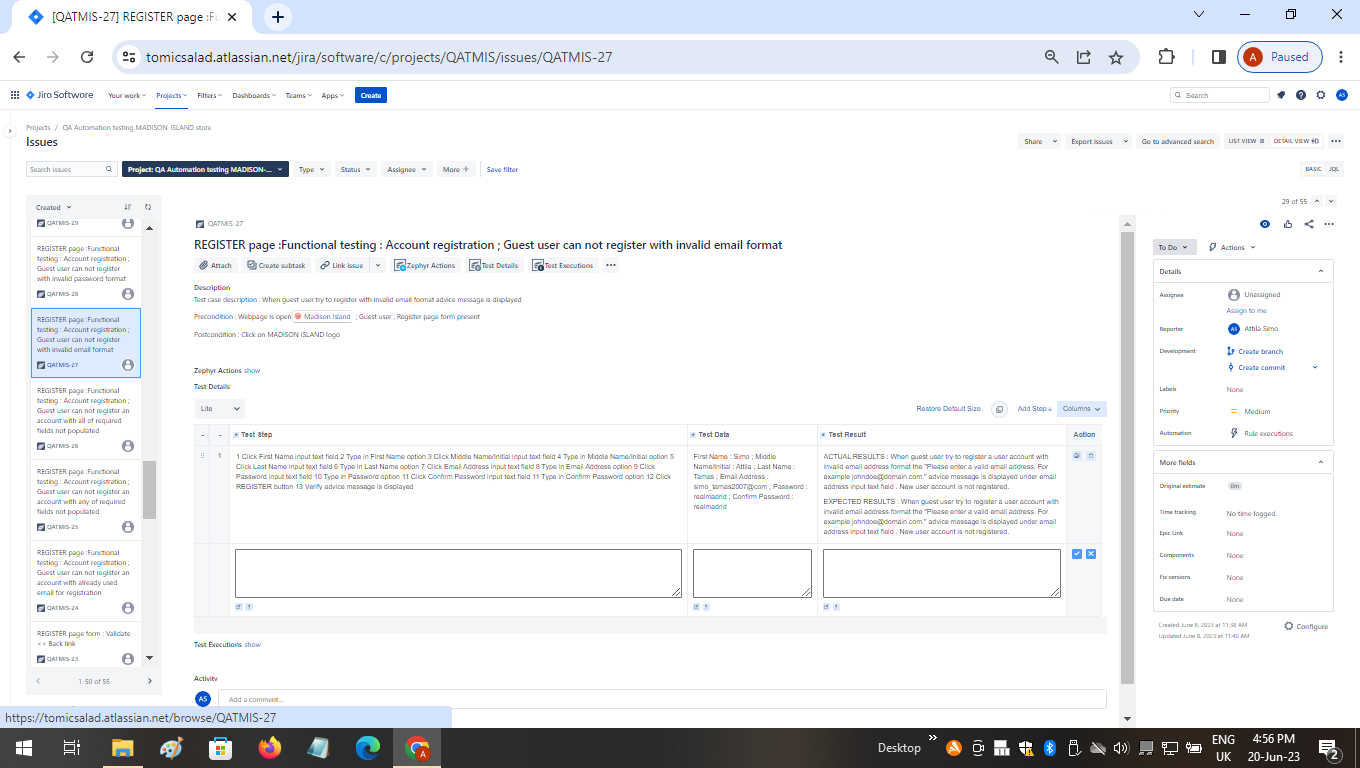 [QATMIS-27] REGISTER page :Fu
tomicsalad.atlassian.net/jira/software/c/projects/QATMIS/issues/QATMIS-27
A Paused
Jira Software Your work Projects Filters Dashboards Teams Apps Create Search AS
Projects / QA Automation testing MADISON ISLAND store
Issues
Share Export issues Go to advanced search LIST VIEW DETAIL VIEW
Search issues Project: QA Automation testing MADISON-... Type Status Assignee More + Save filter BASIC JQL
Created
29 of 55
QATMIS-29
REGISTER page :Functional
testing : Account registration ;
Guest user can not register
with invalid password format
QATMIS-28
REGISTER page :Functional
testing : Account registration ;
Guest user can not register
with invalid email format
QATMIS-27
REGISTER page :Functional
testing : Account registration ;
Guest user can not register an
account with all of required
fields not populated
QATMIS-26
REGISTER page :Functional
testing : Account registration ;
Guest user can not register an
account with any of required
fields not populated
QATMIS-25
REGISTER page :Functional
testing : Account registration ;
Guest user can not register an
account with already used
email for registration
QATMIS-24
REGISTER page form : Validate
<< Back link
QATMIS-23
1-50 of 55
QATMIS-27
REGISTER page :Functional testing : Account registration ; Guest user can not register with invalid email format
Attach Create subtask Link issue Zephyr Actions Test Details Test Executions
Description
Test case description : When guest user try to register with invalid email format advice message is displayed
Precondition : Webpage is open Madison Island ; Guest user ; Register page form present
Postcondition : Click on MADISON ISLAND logo
Zephyr Actions show
Test Details
Lite Restore Default Size Add Step Columns
- - Test Step Test Data Test Result Action
1
1 Click First Name input text field 2 Type in First Name option 3 Click Middle Name/Initial input text field 4 Type in Middle Name/Initial option 5
Click Last Name input text field 6 Type in Last Name option 7 Click Email Address input text field 8 Type in Email Address option 9 Click
Password input text field 10 Type in Password option 11 Click Confirm Password input text field 11 Type in Confirm Password option 12 Click
REGISTER button 13 Verify advice message is displayed
First Name : Simo ; Middle
Name/Initial : Attila ; Last Name :
Tamas ; Email Address :
simo_tamas2007@com ; Password :
realmadrid ; Confirm Password :
realmadrid
ACTUAL RESULTS : When guest user try to register a user account with
invalid email address format the "Please enter a valid email address. For
example johndoe@domain.com." advice message is displayed under email
address input text field . New user account is not registered.
EXPECTED RESULTS : When guest user try to register a user account with
invalid email address format the "Please enter a valid email address. For
example johndoe@domain.com." advice message is displayed under email
address input text field . New user account is not registered.
Test Executions show
Activity
AS Add a comment...
To Do Actions
Details
Assignee Unassigned
Assign to me
Reporter AS Attila Simo
Development Create branch
Create commit
Labels None
Priority Medium
Automation Rule executions
More fields
Original estimate 0m
Time tracking No time logged
Epic Link None
Components None
Fix versions None
Due date None
Created June 8, 2023 at 11:38 AM
Updated June 8, 2023 at 11:40 AM
Configure
https://tomicsalad.atlassian.net/browse/QATMIS-27
Desktop
ENG
UK
4:56 PM
20-Jun-23
2